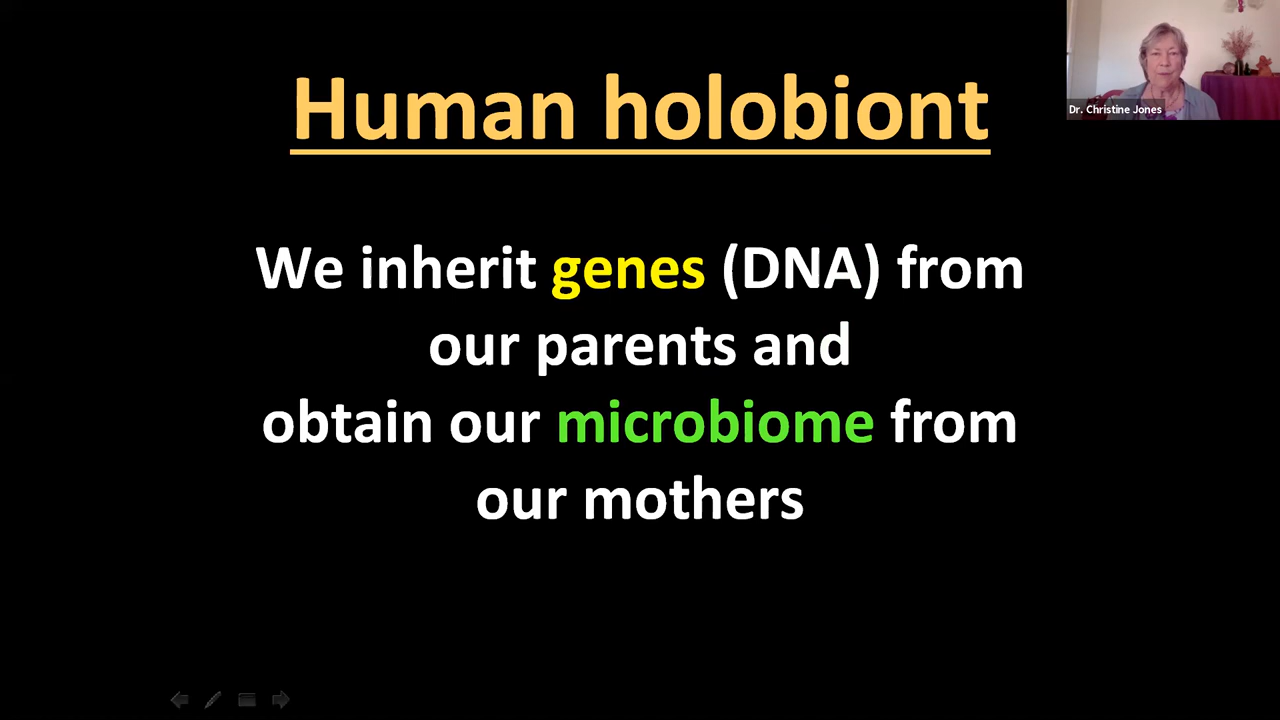 Human holobiont
Dr. Christine Jones
We inherit genes (DNA) from
our parents and
obtain our microbiome from
our mothers